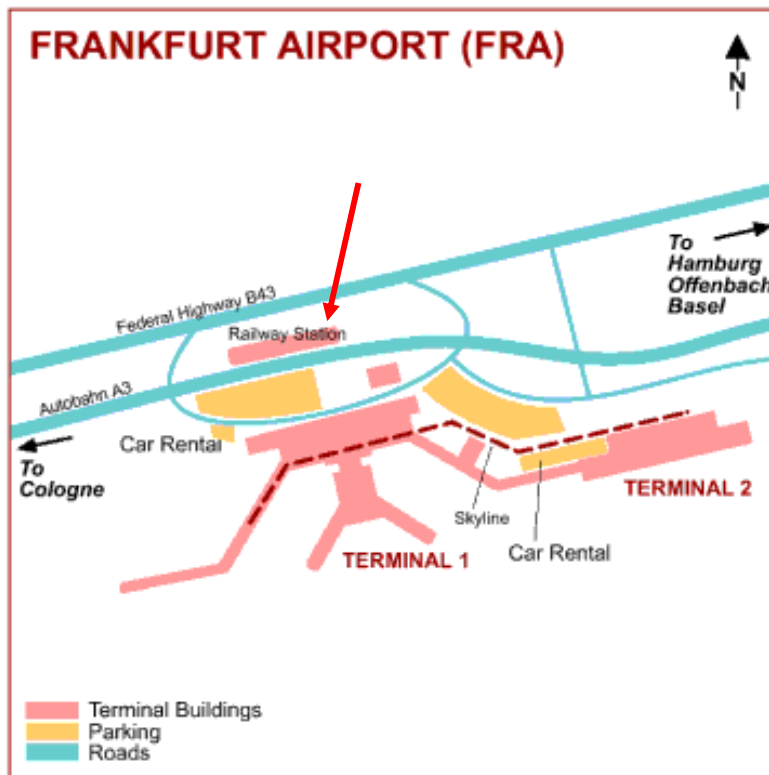 FRANKFURT AIRPORT (FRA)
N
To
Hamburg
Offenbach
Basel
Federal Highway B43
Railway Station
Autobahn A3
Car Rental
To
Cologne
TERMINAL 2
Skyline
Car Rental
TERMINAL 1
Terminal Buildings
Parking
Roads